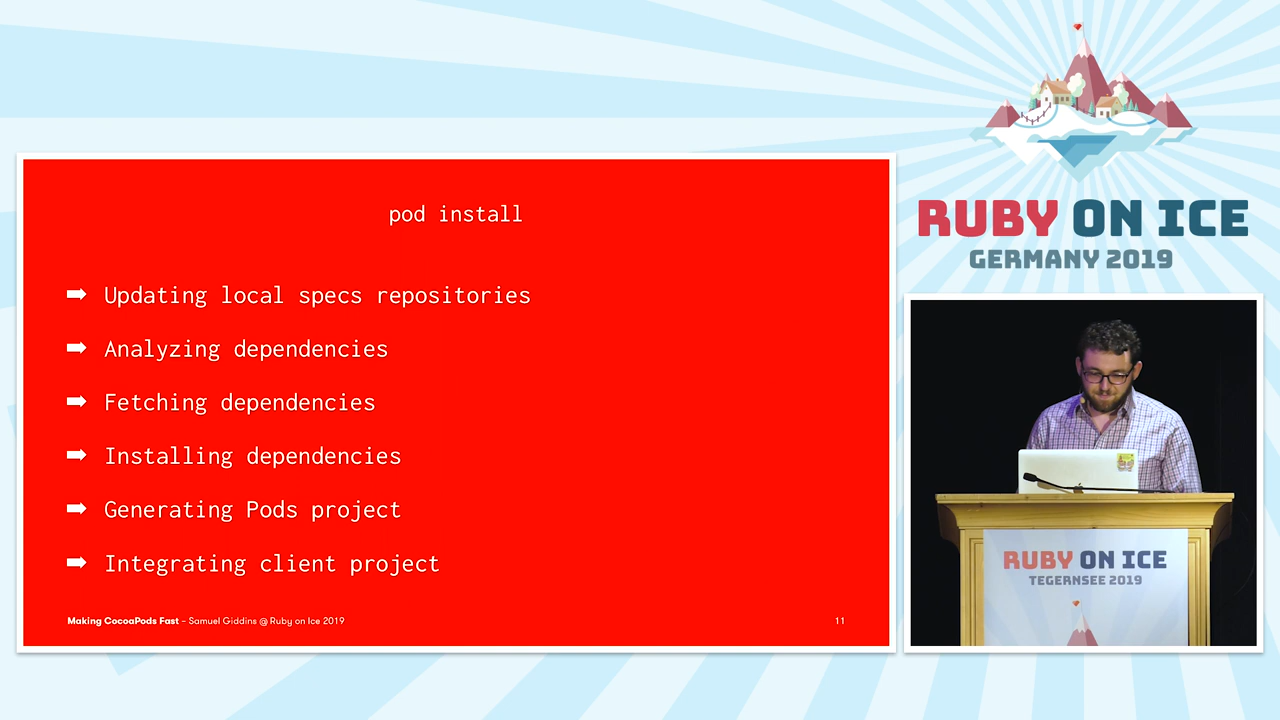 pod install
➡ Updating local specs repositories
➡ Analyzing dependencies
➡ Fetching dependencies
➡ Installing dependencies
➡ Generating Pods project
➡ Integrating client project
Making CocoaPods Fast – Samuel Giddins @ Ruby on Ice 2019
11
RUBY ON ICE
GERMANY 2019
RUBY ON ICE
TEGERNSEE 2019